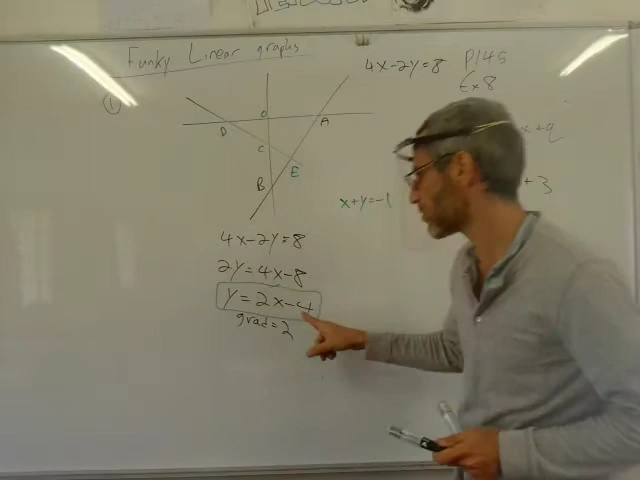 Funky Linear graphs
4x-2y=8
P145
Ex 8
①
O
A
D
C
E
B
x+q
+3
x+y=-1
4x-2y=8
2y=4x-8
y=2x-4
grad=2